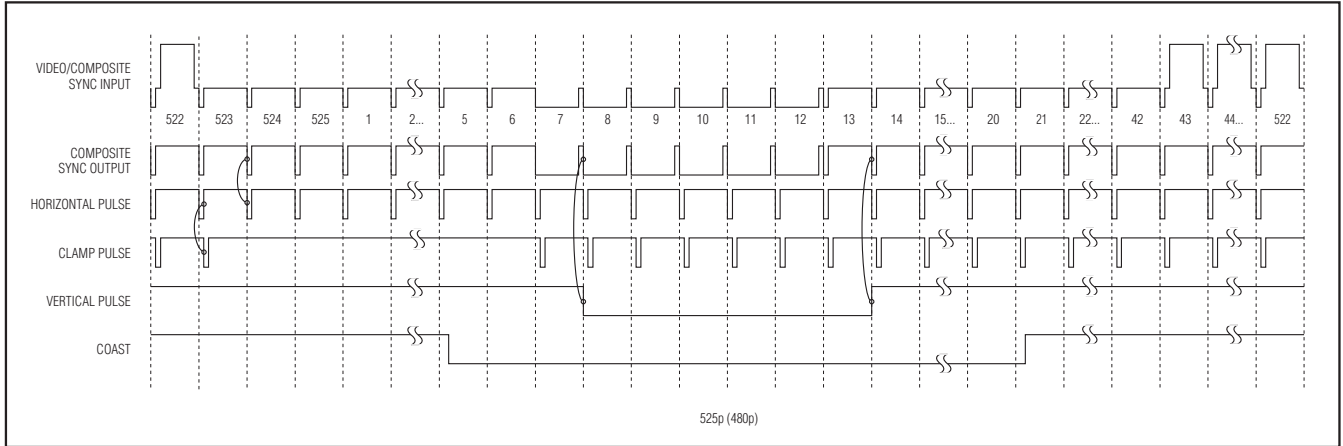 VIDEO/COMPOSITE
SYNC INPUT
522 523 524 525 1 2... 5 6 7 8 9 10 11 12 13 14 15... 20 21 22... 42 43 44... 522
COMPOSITE
SYNC OUTPUT
HORIZONTAL PULSE
CLAMP PULSE
VERTICAL PULSE
COAST
525p (480p)